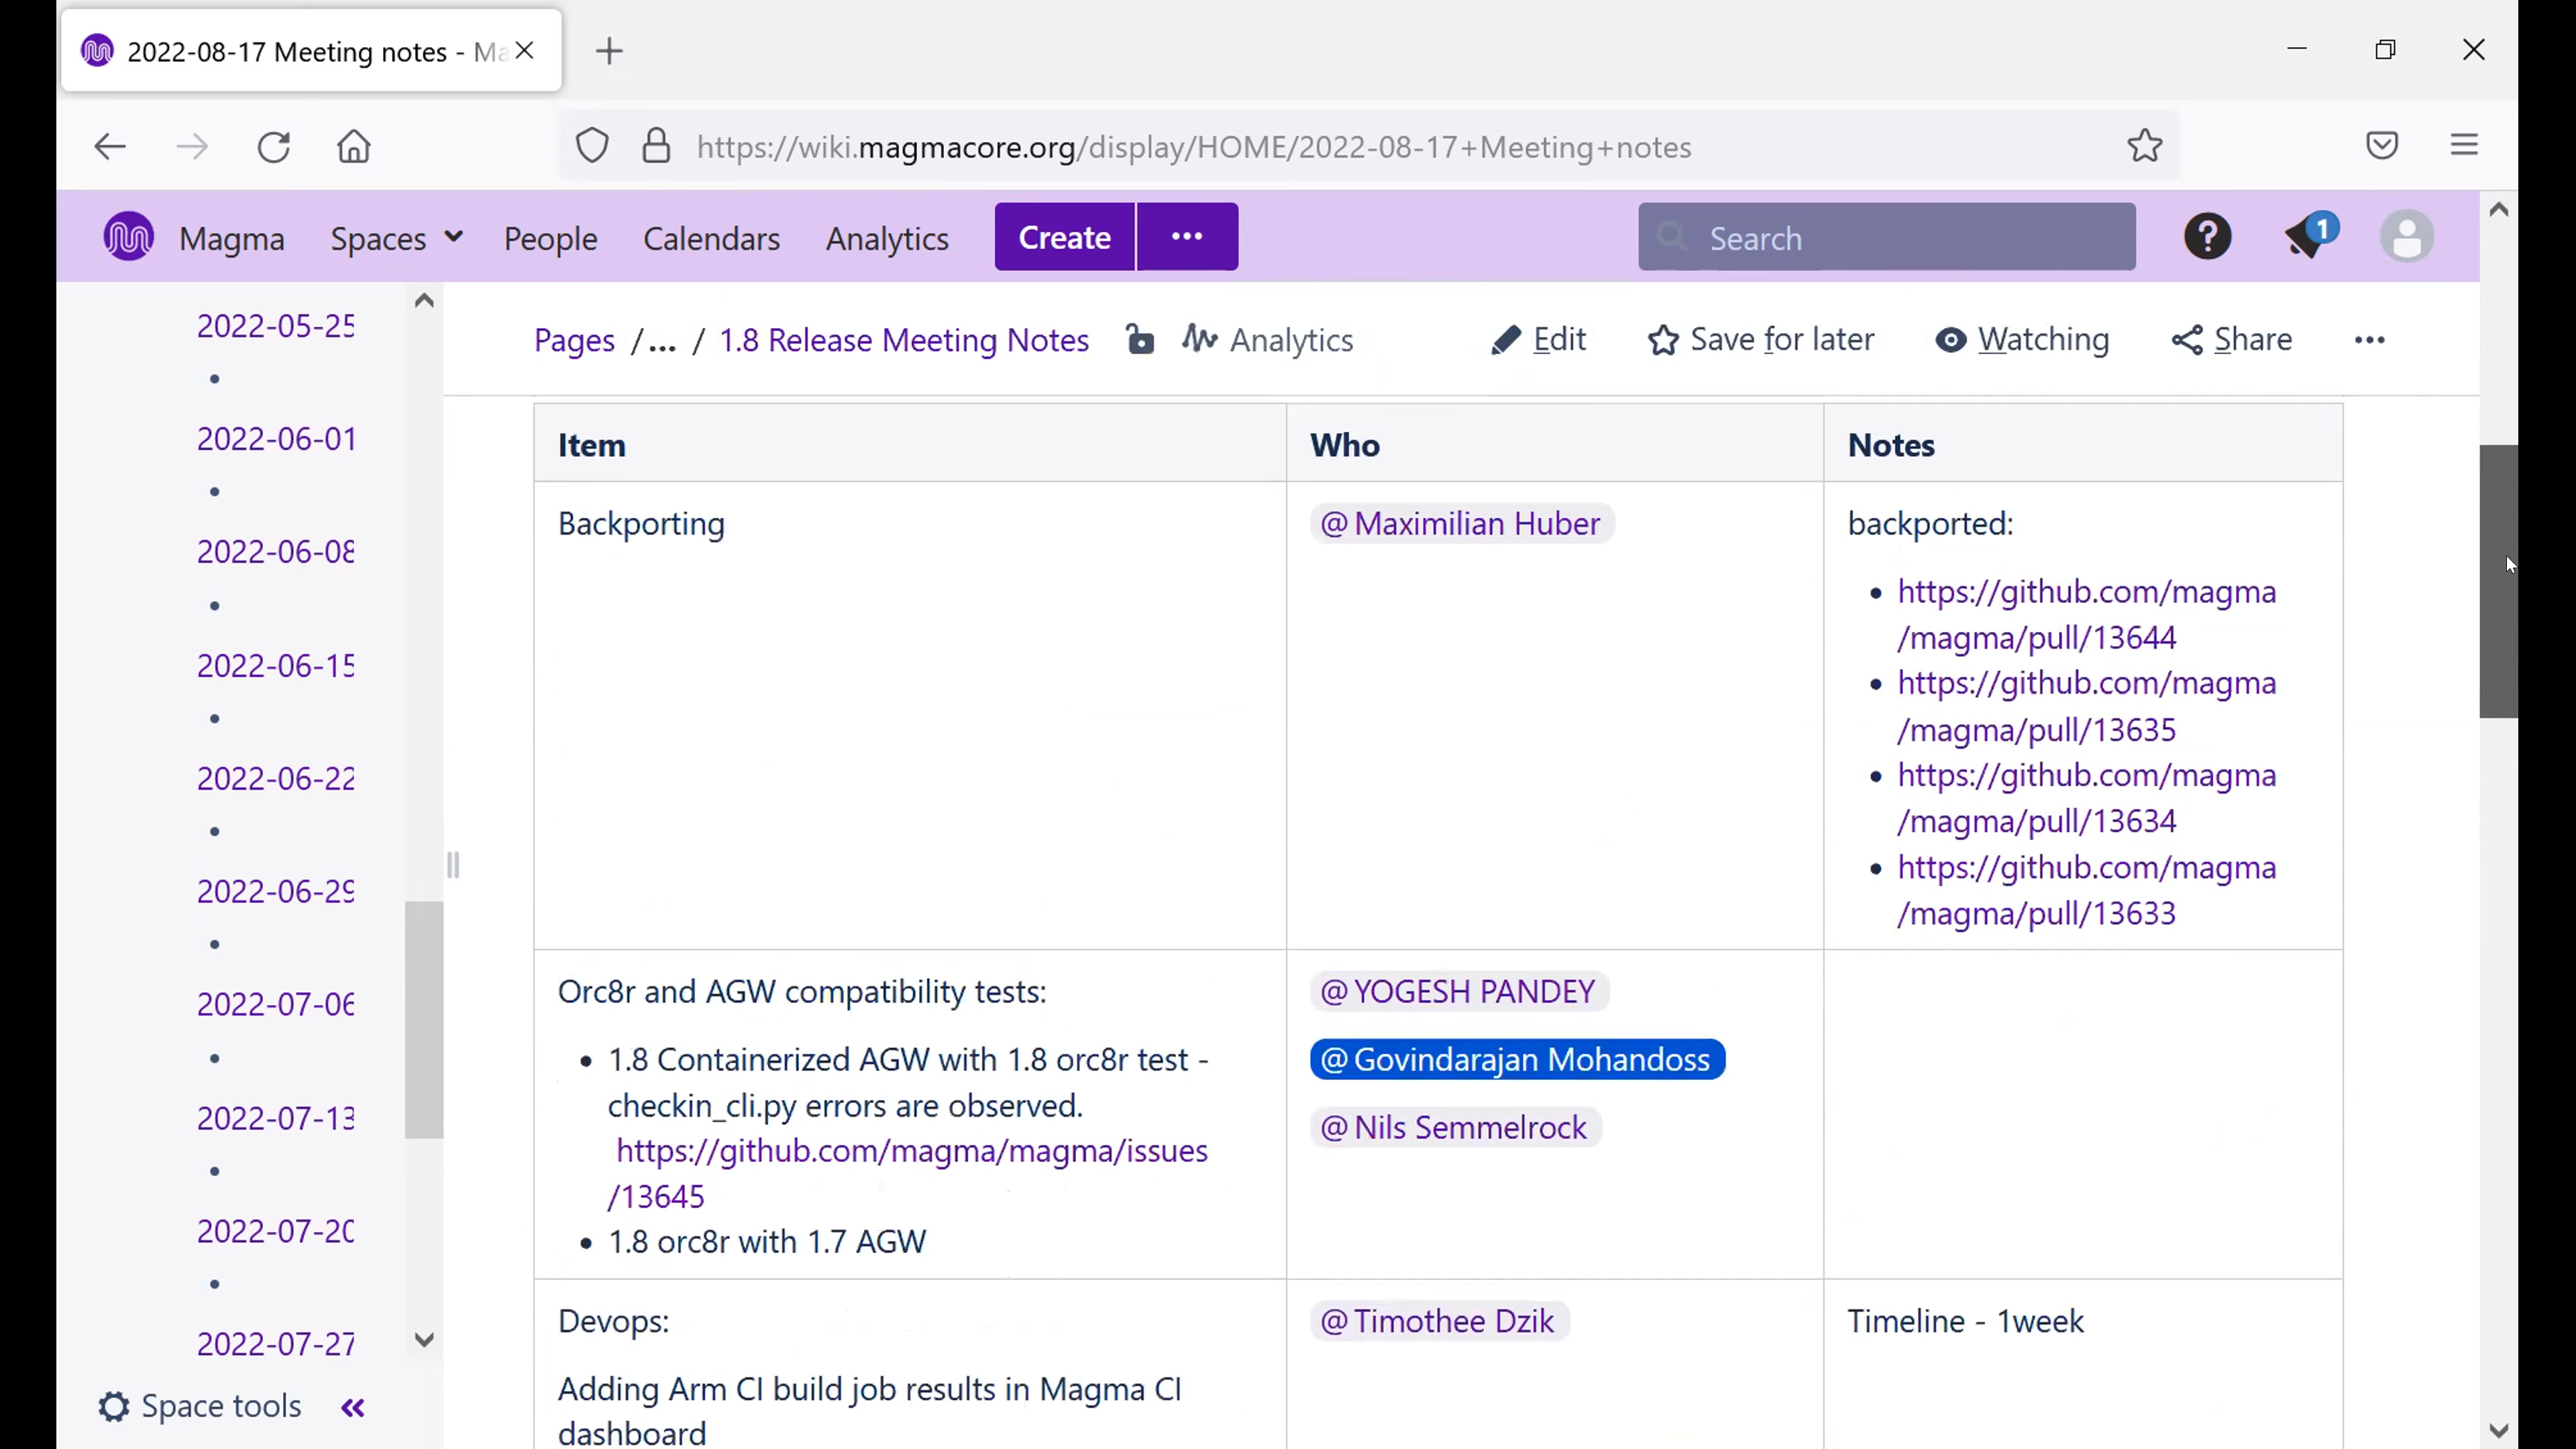 2022-08-17 Meeting notes - Ma
https://wiki.magmacore.org/display/HOME/2022-08-17+Meeting+notes
Magma Spaces People Calendars Analytics Create ••• Search ? 1
Pages /... / 1.8 Release Meeting Notes Analytics Edit Save for later Watching Share •••
2022-05-25
2022-06-01
2022-06-08
2022-06-15
2022-06-22
2022-06-29
2022-07-06
2022-07-13
2022-07-20
2022-07-27
Space tools «
Item Who Notes
Backporting @Maximilian Huber backported:
• https://github.com/magma
/magma/pull/13644
• https://github.com/magma
/magma/pull/13635
• https://github.com/magma
/magma/pull/13634
• https://github.com/magma
/magma/pull/13633
Orc8r and AGW compatibility tests:
• 1.8 Containerized AGW with 1.8 orc8r test -
checkin_cli.py errors are observed.
https://github.com/magma/magma/issues
/13645
• 1.8 orc8r with 1.7 AGW
@YOGESH PANDEY
@Govindarajan Mohandoss
@Nils Semmelrock
Devops:
Adding Arm CI build job results in Magma CI
dashboard
@Timothee Dzik
Timeline - 1week